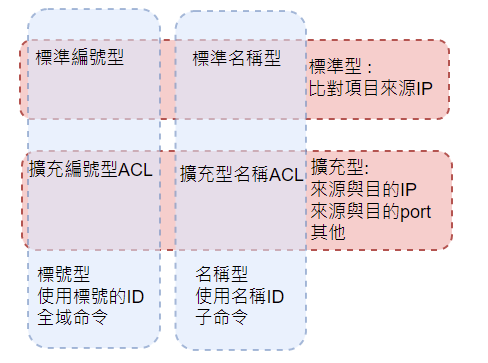 標準編號型
標準名稱型
標準型 :
比對項目來源IP
擴充編號型ACL
擴充型名稱ACL
擴充型:
來源與目的IP
來源與目的port
其他
標號型
使用標號的ID
全域命令
名稱型
使用名稱ID
子命令